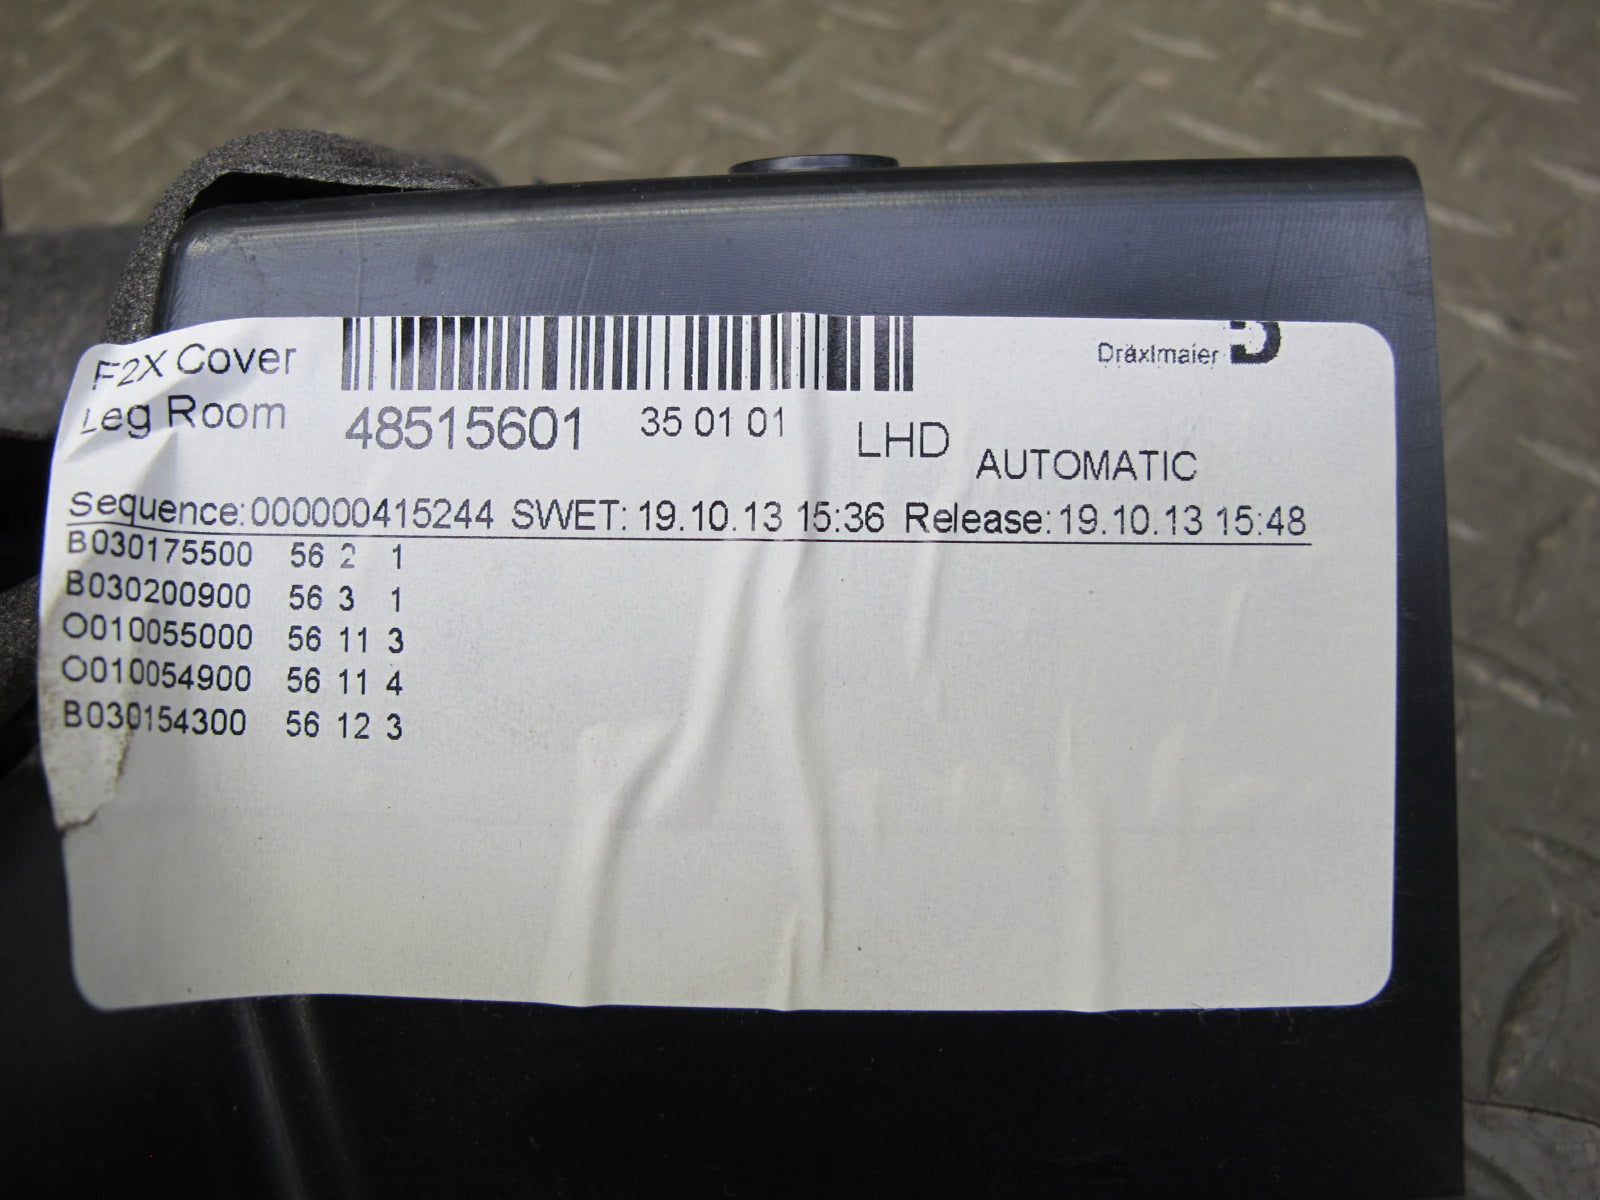 F2X Cover
Leg Room
48515601 35 01 01 LHD AUTOMATIC
Dräxlmaier D
Sequence:000000415244 SWET: 19.10.13 15:36 Release:19.10.13 15:48
B030175500 56 2 1
B030200900 56 3 1
O010055000 56 11 3
O010054900 56 11 4
B030154300 56 12 3